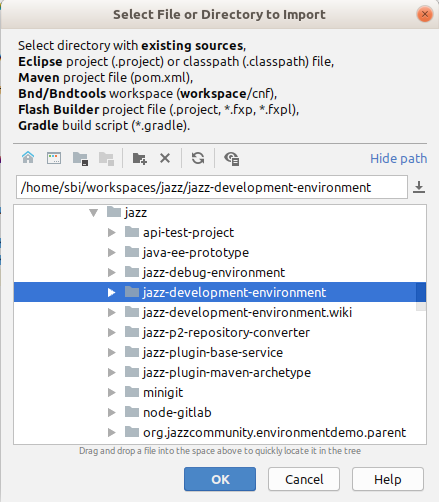 Select File or Directory to Import
Select directory with existing sources,
Eclipse project (.project) or classpath (.classpath) file,
Maven project file (pom.xml),
Bnd/Bndtools workspace (workspace/cnf),
Flash Builder project file (.project, *.fxp, *.fxpl),
Gradle build script (*.gradle).
Hide path
/home/sbi/workspaces/jazz/jazz-development-environment
jazz
api-test-project
java-ee-prototype
jazz-debug-environment
jazz-development-environment
jazz-development-environment.wiki
jazz-p2-repository-converter
jazz-plugin-base-service
jazz-plugin-maven-archetype
minigit
node-gitlab
org.jazzcommunity.environmentdemo.parent
Drag and drop a file into the space above to quickly locate it in the tree
OK
Cancel
Help